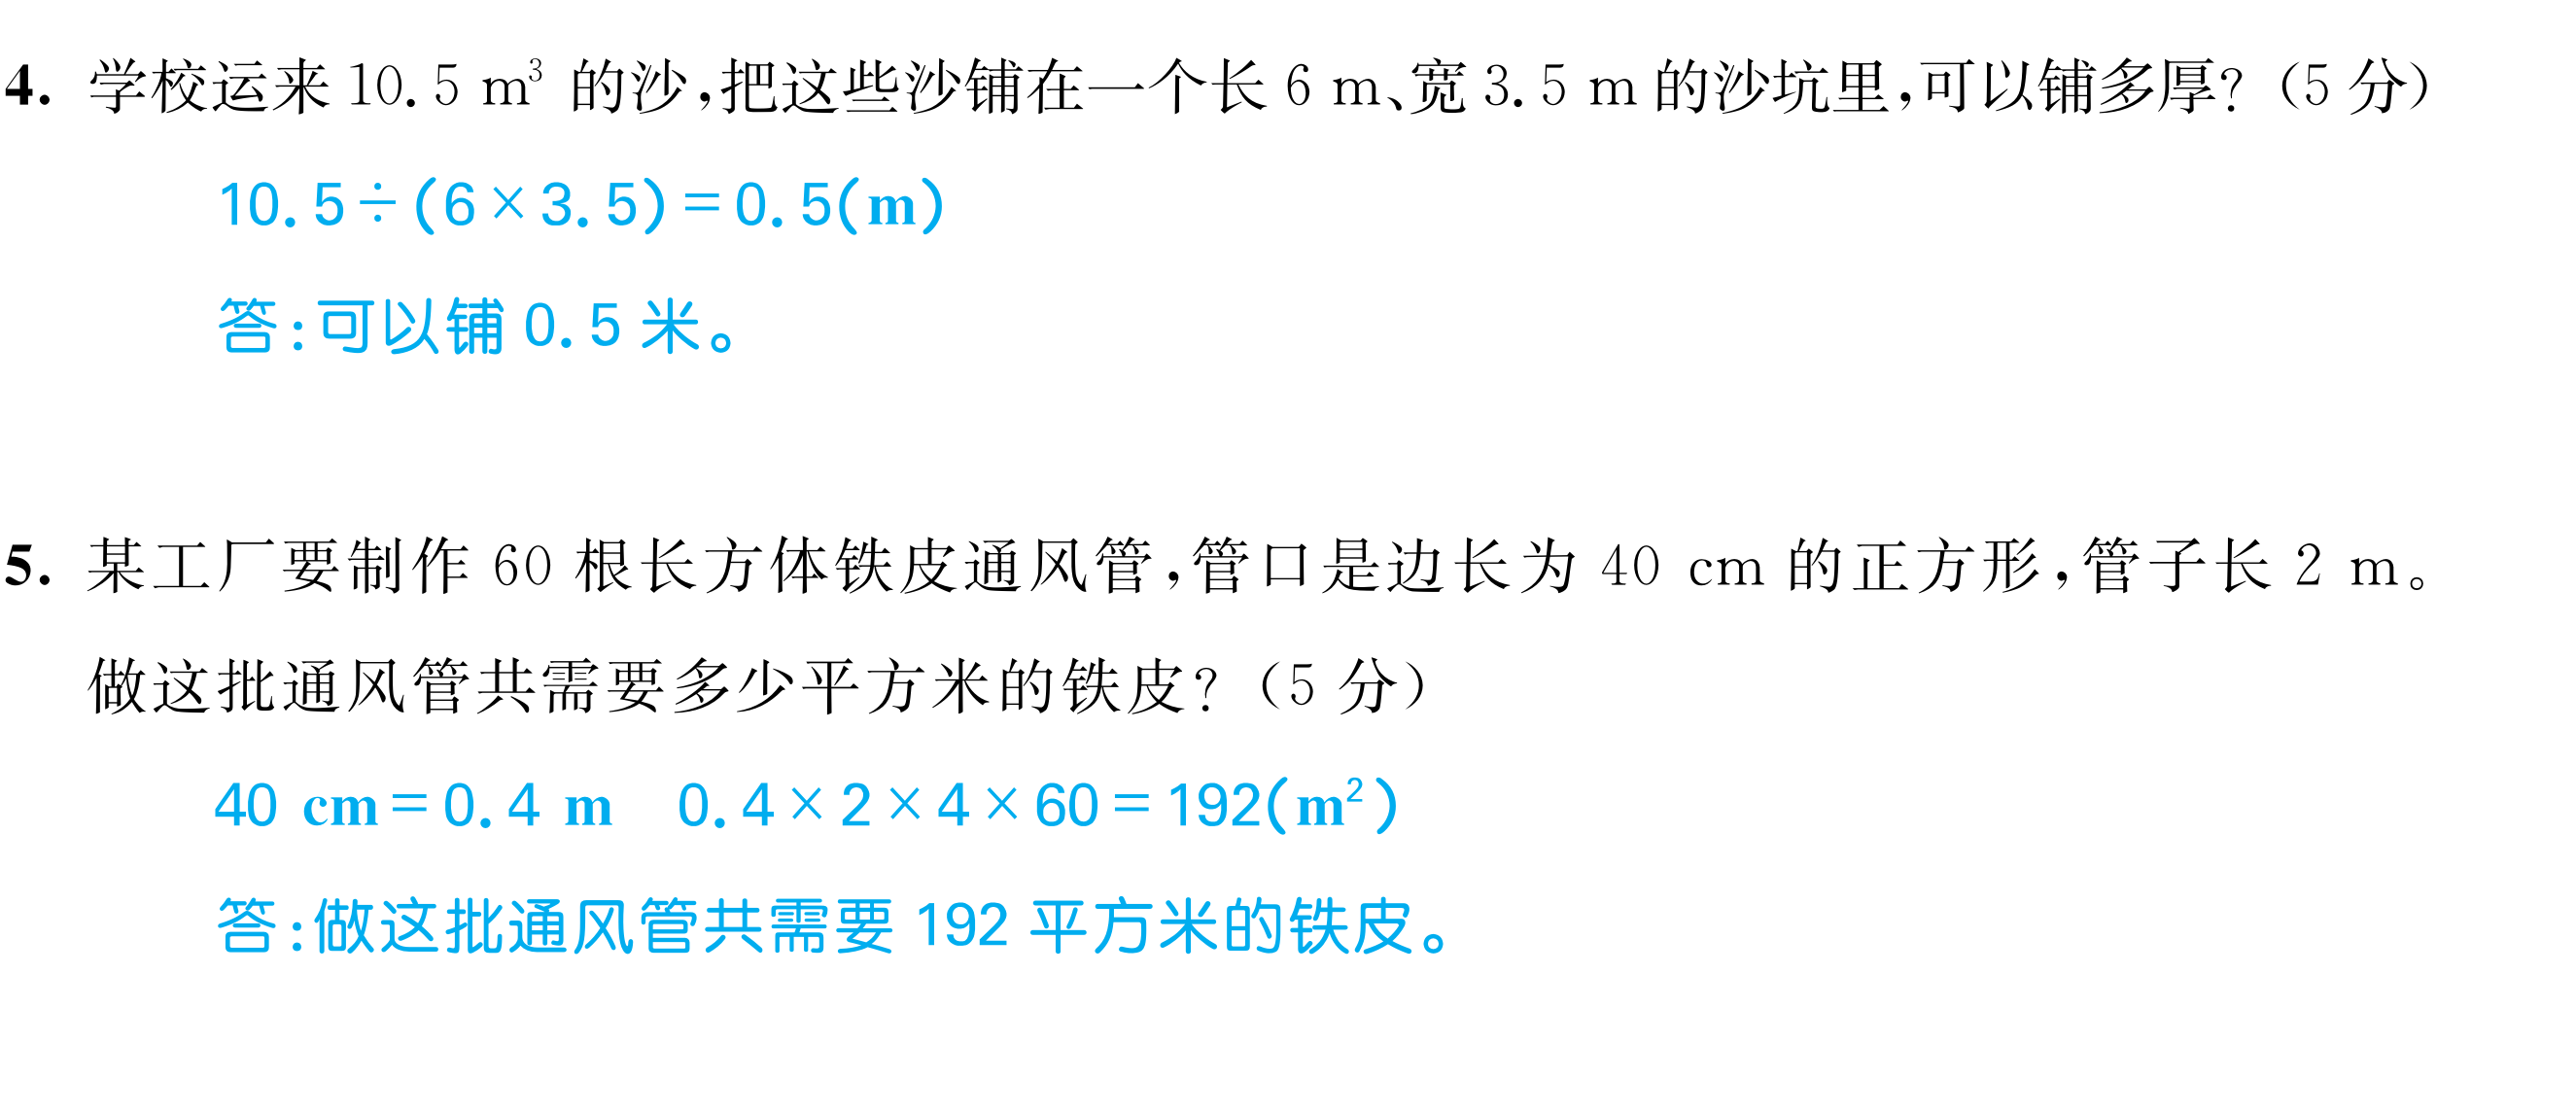 4. 学校运来 10.5 m³ 的沙,把这些沙铺在一个长 6 m、宽 3.5 m 的沙坑里,可以铺多厚?(5 分)
10.5÷(6×3.5)=0.5(m)
答:可以铺 0.5 米。
5. 某工厂要制作 60 根长方体铁皮通风管,管口是边长为 40 cm 的正方形,管子长 2 m。
做这批通风管共需要多少平方米的铁皮?(5 分)
40 cm=0.4 m 0.4×2×4×60=192(m²)
答:做这批通风管共需要 192 平方米的铁皮。